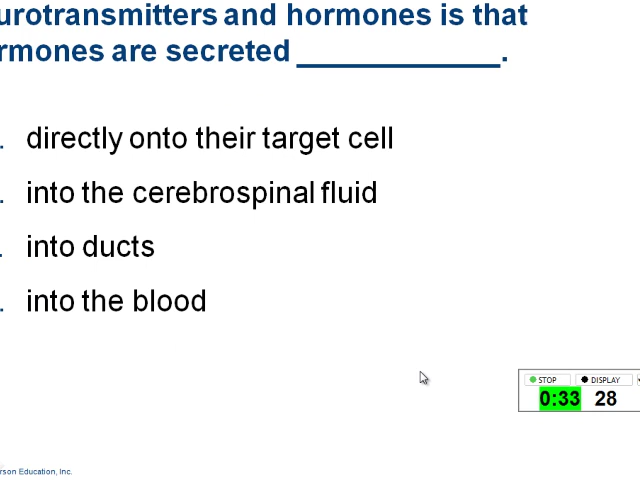 urotransmitters and hormones is that
rmones are secreted ____________.
. directly onto their target cell
. into the cerebrospinal fluid
. into ducts
. into the blood
STOP DISPLAY
0:33 28
rson Education, Inc.